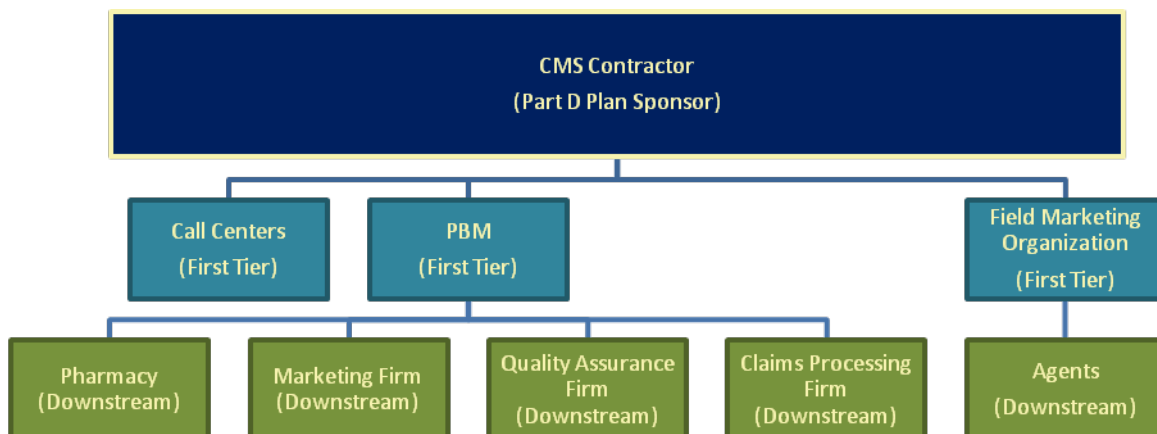 CMS Contractor
(Part D Plan Sponsor)
Call Centers
(First Tier)
PBM
(First Tier)
Field Marketing
Organization
(First Tier)
Pharmacy
(Downstream)
Marketing Firm
(Downstream)
Quality Assurance
Firm
(Downstream)
Claims Processing
Firm
(Downstream)
Agents
(Downstream)